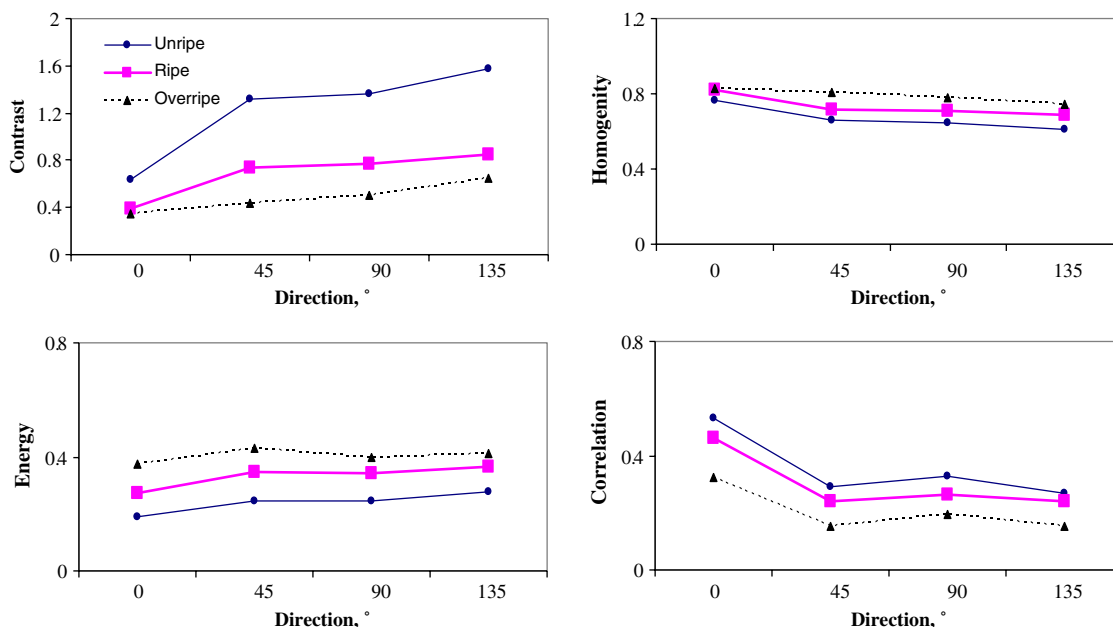 2
1.6
1.2
0.8
0.4
0
Contrast
Unripe
Ripe
Overripe
0 45 90 135
Direction, °
1.2
0.8
0.4
0
Homogenity
0 45 90 135
Direction, °
0.8
0.4
0
Energy
0 45 90 135
Direction, °
0.8
0.4
0
Correlation
0 45 90 135
Direction, °